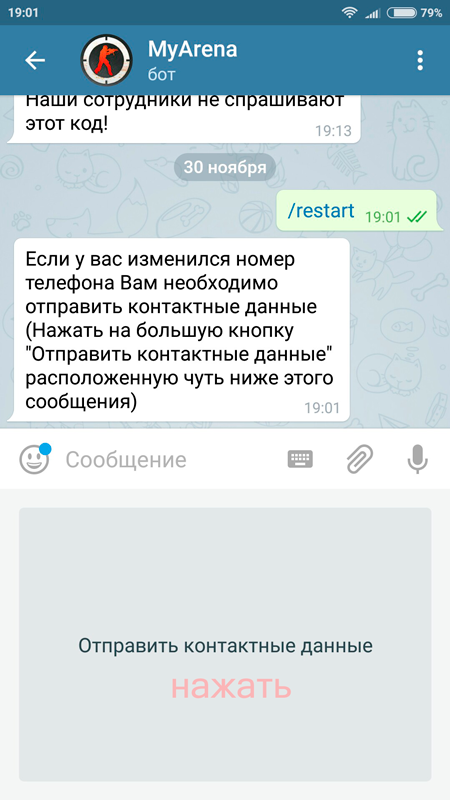 19:01
79%
MyArena
бот
Наши сотрудники не спрашивают
этот код!
19:13
30 ноября
/restart 19:01
Если у вас изменился номер
телефона Вам необходимо
отправить контактные данные
(Нажать на большую кнопку
"Отправить контактные данные"
расположенную чуть ниже этого
сообщения)
19:01
Сообщение
Отправить контактные данные
нажать